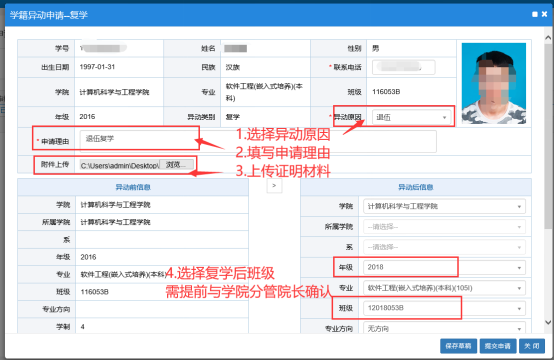 学籍异动申请--复学
学号 姓名 性别 男
出生日期 1997-01-31 民族 汉族 * 联系电话
学院 计算机科学与工程学院 专业 软件工程(嵌入式培养)(本科) 班级 116053B
年级 2016 异动类别 复学 * 异动原因 退伍
* 申请理由 退伍复学
附件上传 C:\Users\admin\Desktop\ 浏览...
1.选择异动原因
2.填写申请理由
3.上传证明材料
异动前信息 > 异动后信息
学院 计算机科学与工程学院 学院 计算机科学与工程学院
所属学院 计算机科学与工程学院 所属学院 --请选择--
系 系 --请选择--
年级 2016 年级 2018
专业 软件工程(嵌入式培养)(本科) 专业 软件工程(嵌入式培养)(本科)(105I)
班级 116053B 班级 12018053B
专业方向 专业方向 无方向
学制 4
4.选择复学后班级
需提前与学院分管院长确认
保存草稿 提交申请 关 闭